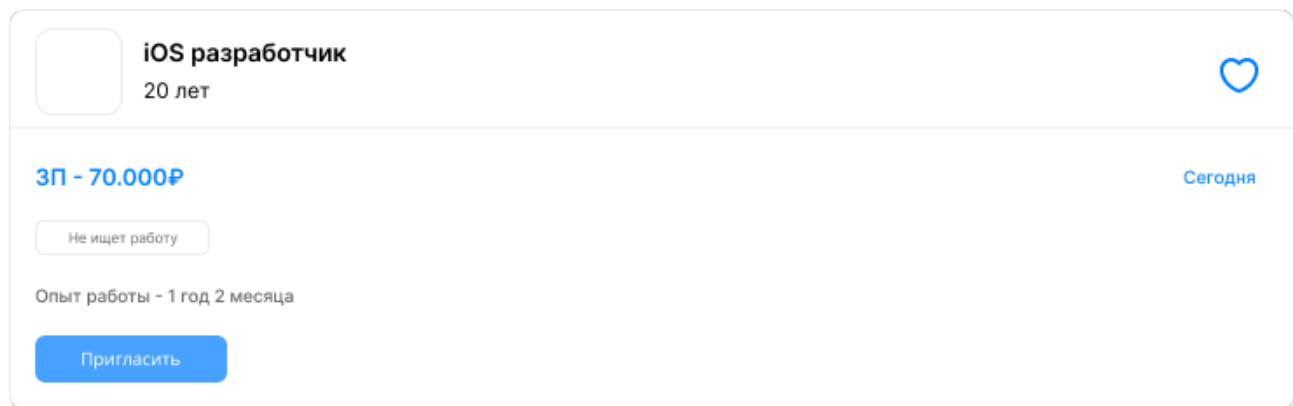 iOS разработчик
20 лет
ЗП - 70.000₽
Сегодня
Не ищет работу
Опыт работы - 1 год 2 месяца
Пригласить